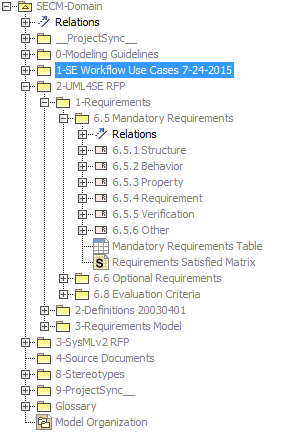 SECM-Domain
Relations
__ProjectSync__
0-Modeling Guidelines
1-SE Workflow Use Cases 7-24-2015
2-UML4SE RFP
1-Requirements
6.5 Mandatory Requirements
Relations
6.5.1 Structure
6.5.2 Behavior
6.5.3 Property
6.5.4 Requirement
6.5.5 Verification
6.5.6 Other
Mandatory Requirements Table
Requirements Satisfied Matrix
6.6 Optional Requirements
6.8 Evaluation Criteria
2-Definitions 20030401
3-Requirements Model
3-SysMLv2 RFP
4-Source Documents
8-Stereotypes
9-ProjectSync__
Glossary
Model Organization